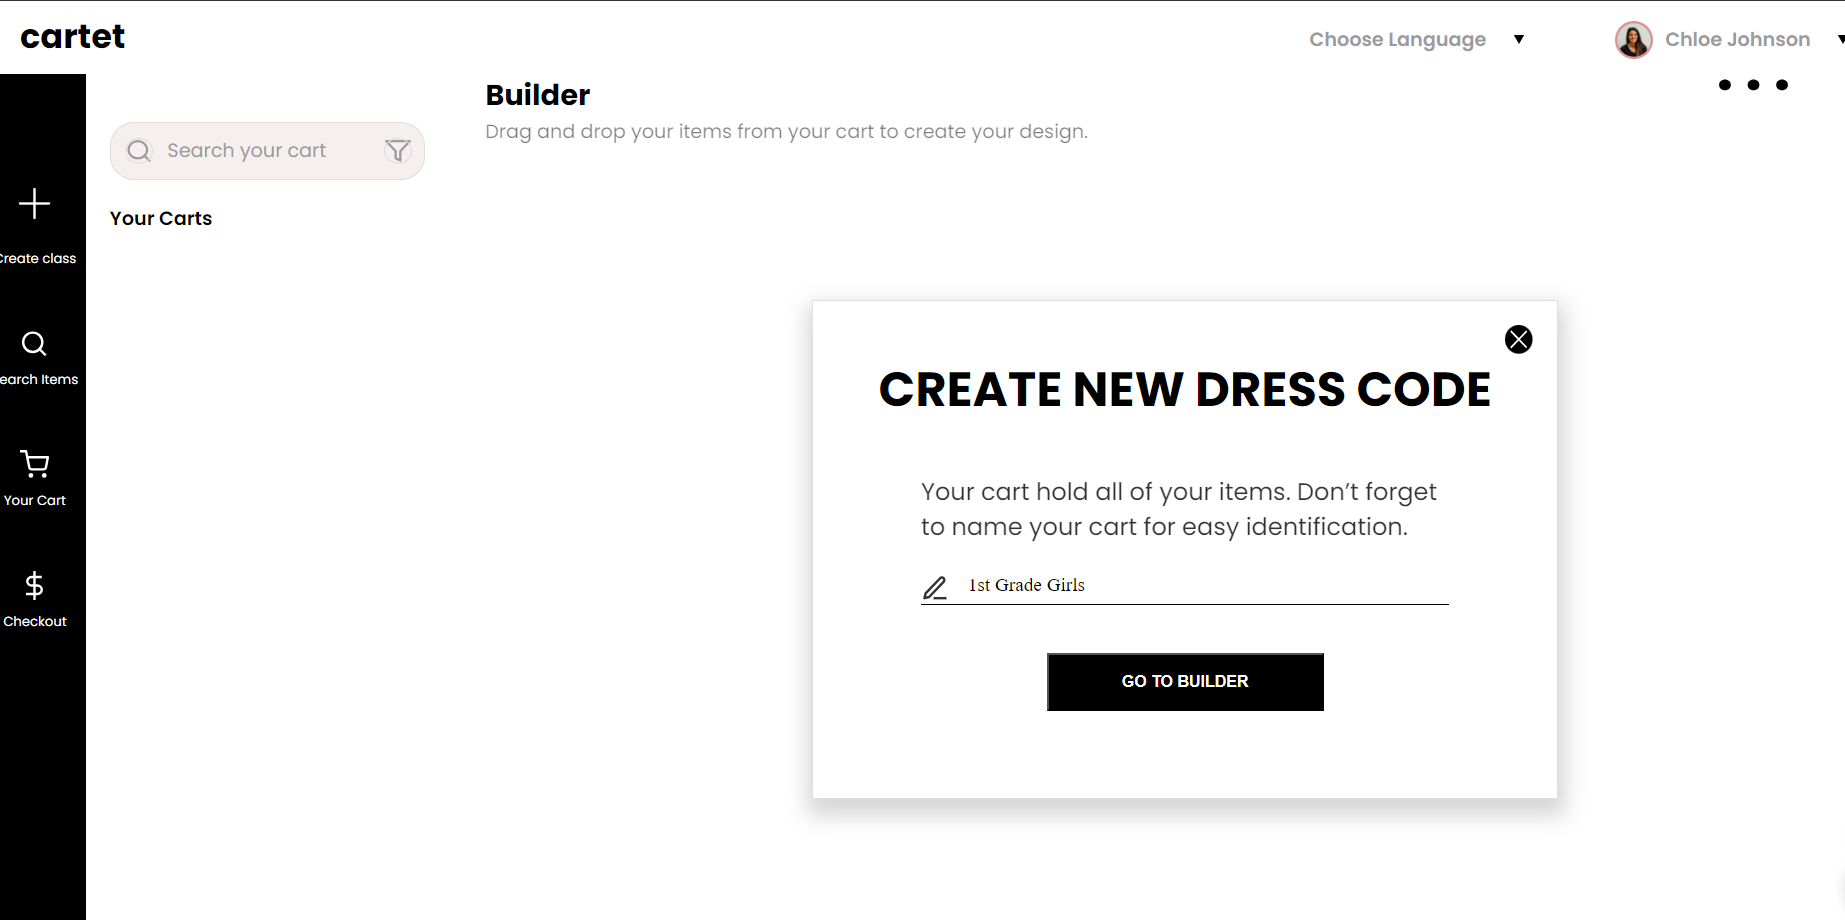 cartet
Choose Language
Chloe Johnson
Builder
Drag and drop your items from your cart to create your design.
Search your cart
Your Carts
Create class
earch Items
Your Cart
Checkout
CREATE NEW DRESS CODE
Your cart hold all of your items. Don’t forget
to name your cart for easy identification.
1st Grade Girls
GO TO BUILDER